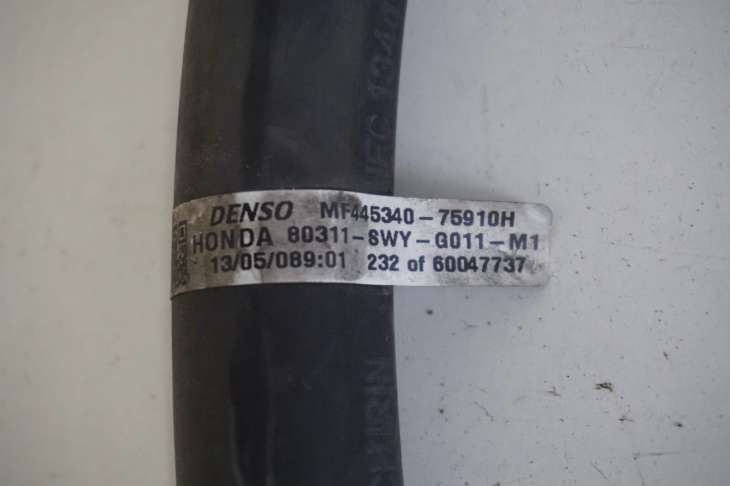 DENSO MF445340-75910H
HONDA 80311-SWY-G011-M1
13/05/089:01 232 of 60047737